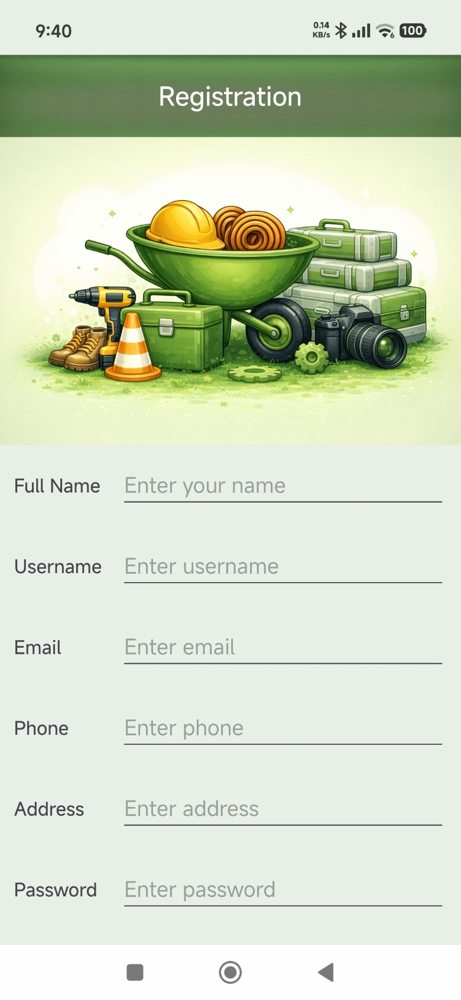 9:40
0.14
KB/s
6
100
Registration
Full Name Enter your name
Username Enter username
Email Enter email
Phone Enter phone
Address Enter address
Password Enter password